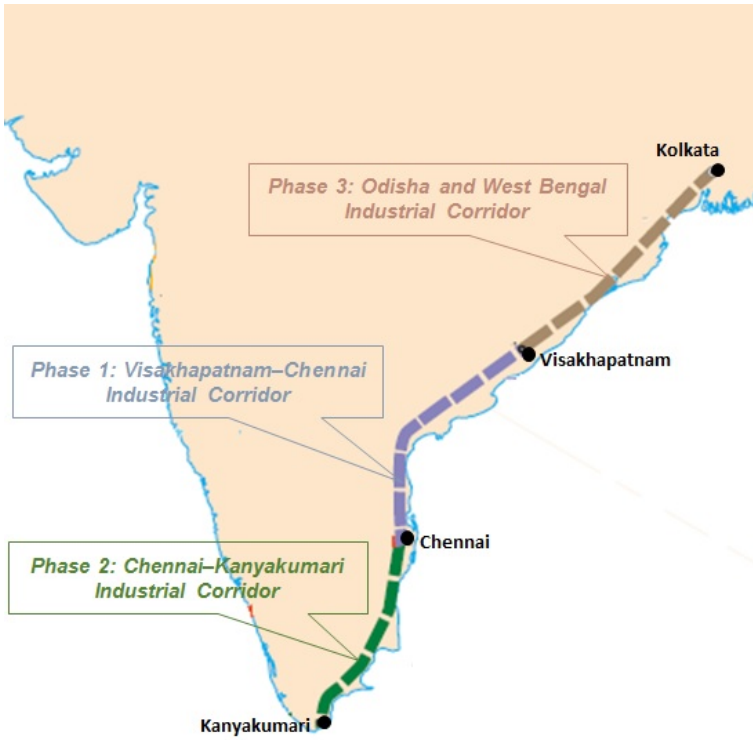 Kolkata
Phase 3: Odisha and West Bengal
Industrial Corridor
Visakhapatnam
Phase 1: Visakhapatnam–Chennai
Industrial Corridor
Chennai
Phase 2: Chennai–Kanyakumari
Industrial Corridor
Kanyakumari